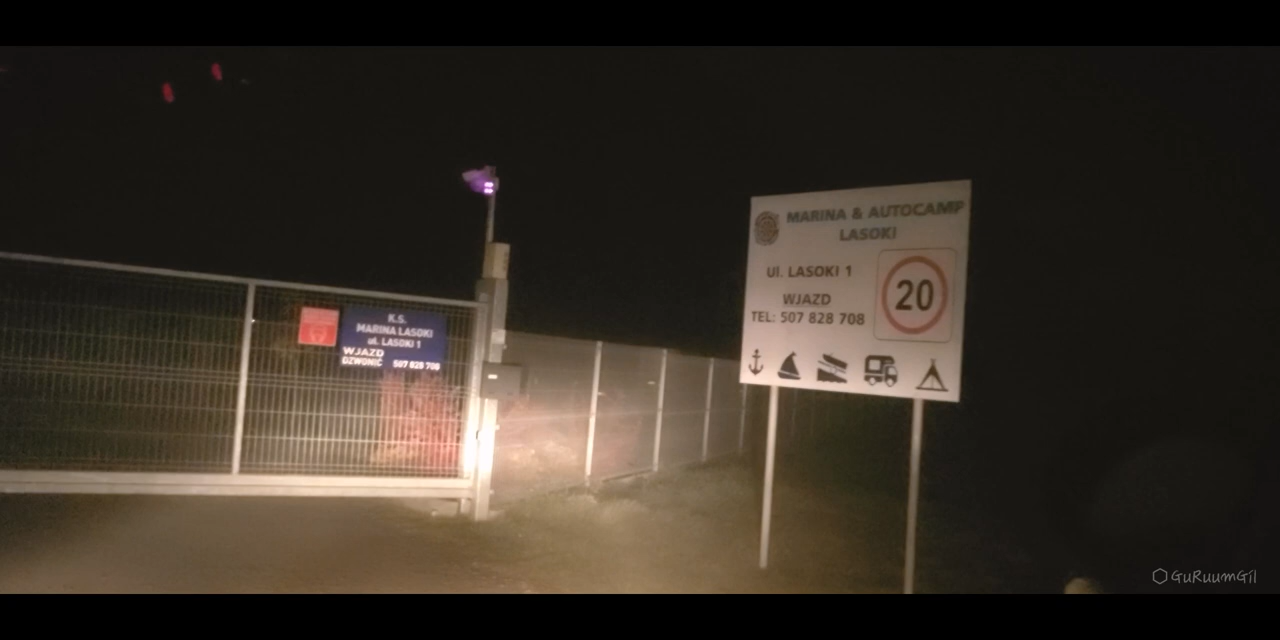 K.S.
MARINA LASOKI
ul. LASOKI 1
WJAZD
DZWONIĆ 507 828 708
MARINA & AUTOCAMP
LASOKI
Ul. LASOKI 1
WJAZD
TEL: 507 828 708
20
GuRuumGil